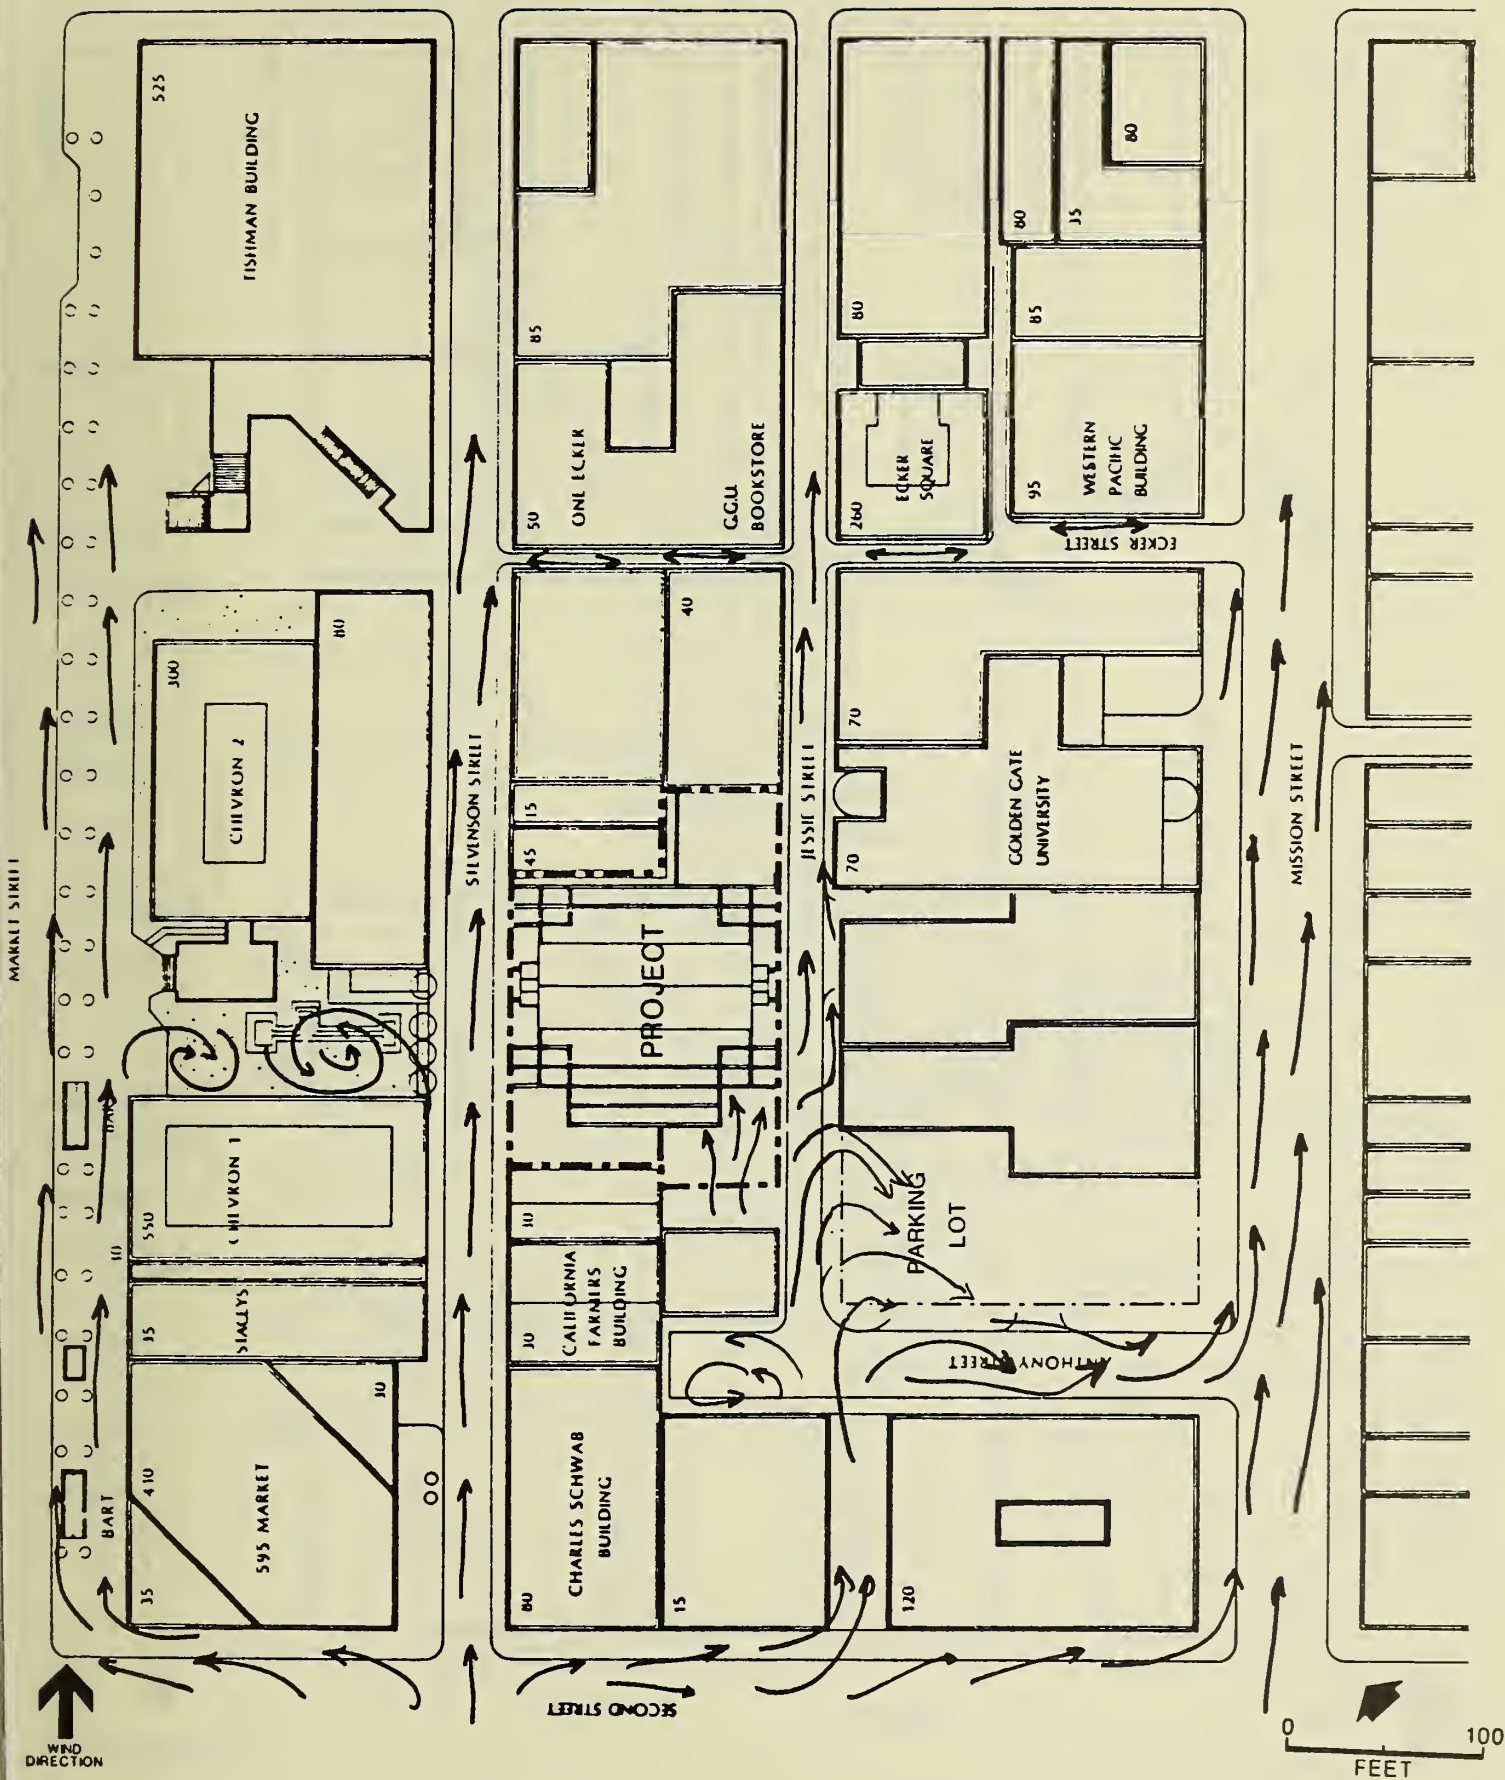 MARKET STREET
525
TISHMAN BUILDING
300
CHEVRON 2
80
BART
550
CHEVRON 1
10
35
STACEYS
30
410
595 MARKET
35
BART
STEVENSON STREET
85
50
ONE ECKER
G.G.U.
BOOKSTORE
40
15
45
PROJECT
30
30
CALIFORNIA
FARMERS
BUILDING
CHARLES SCHWAB
BUILDING
80
15
JESSIE STREET
80
80
80
35
85
260
ECKER
SQUARE
95
WESTERN
PACIFIC
BUILDING
ECKER STREET
70
70
GOLDEN GATE
UNIVERSITY
PARKING
LOT
ANTHONY STREET
120
MISSION STREET
SECOND STREET
WIND
DIRECTION
0 100
FEET